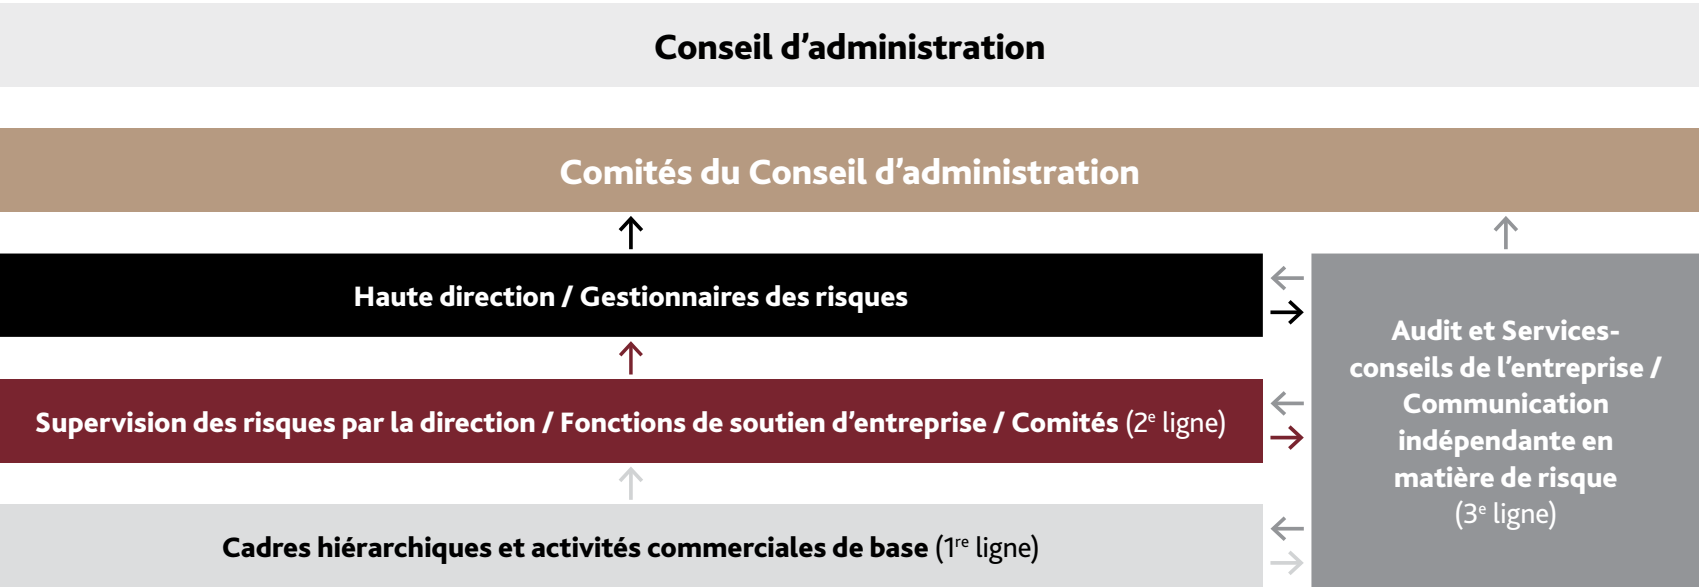 Conseil d’administration
Comités du Conseil d’administration
Haute direction / Gestionnaires des risques
Supervision des risques par la direction / Fonctions de soutien d’entreprise / Comités (2e ligne)
Cadres hiérarchiques et activités commerciales de base (1re ligne)
Audit et Services-
conseils de l’entreprise /
Communication
indépendante en
matière de risque
(3e ligne)